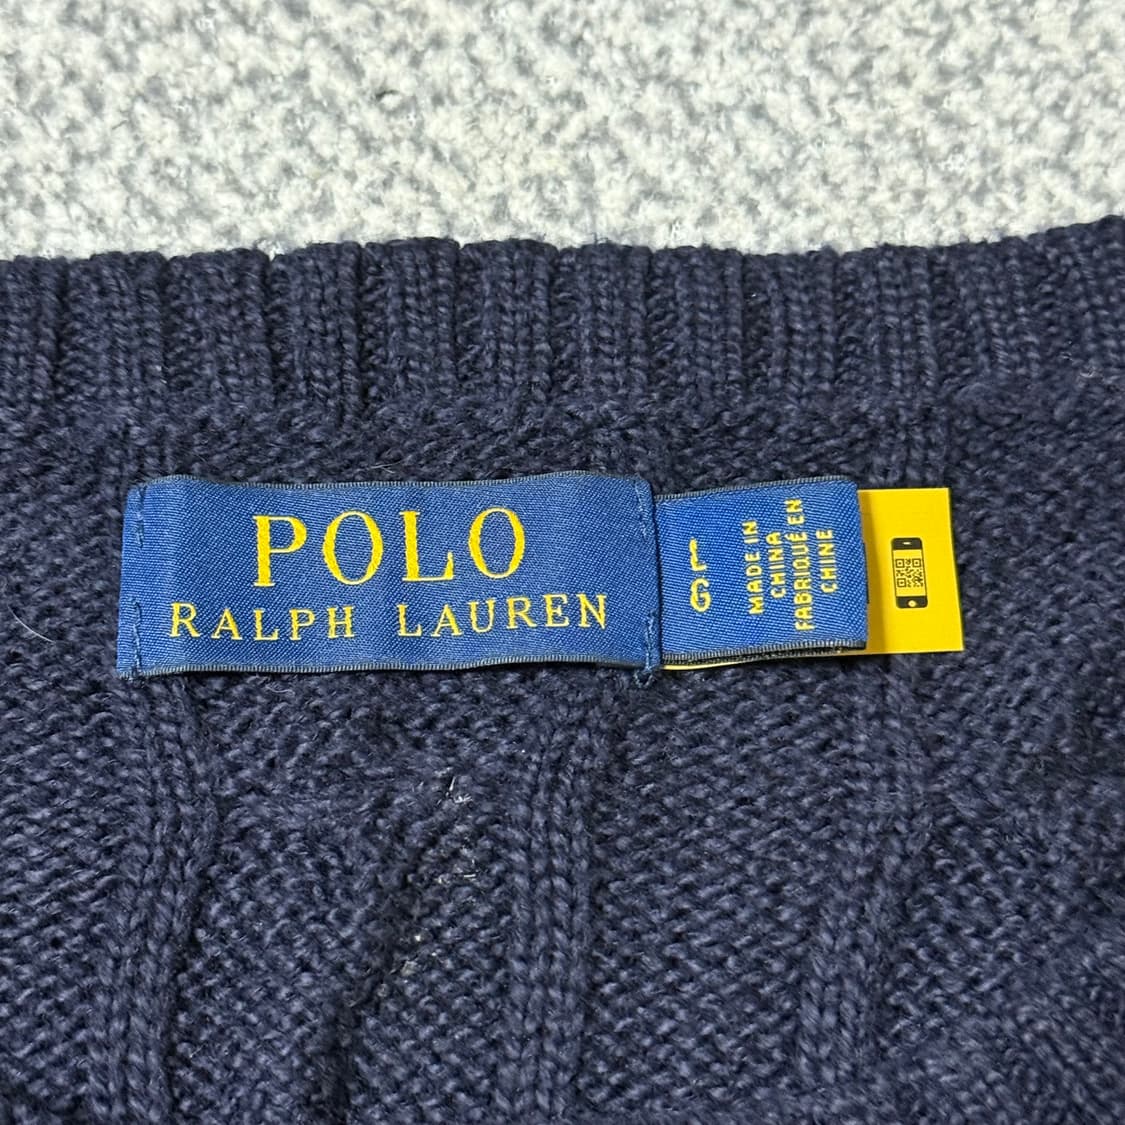 POLO
RALPH LAUREN
L
G
MADE IN
CHINA
FABRIQUÉ EN
CHINE